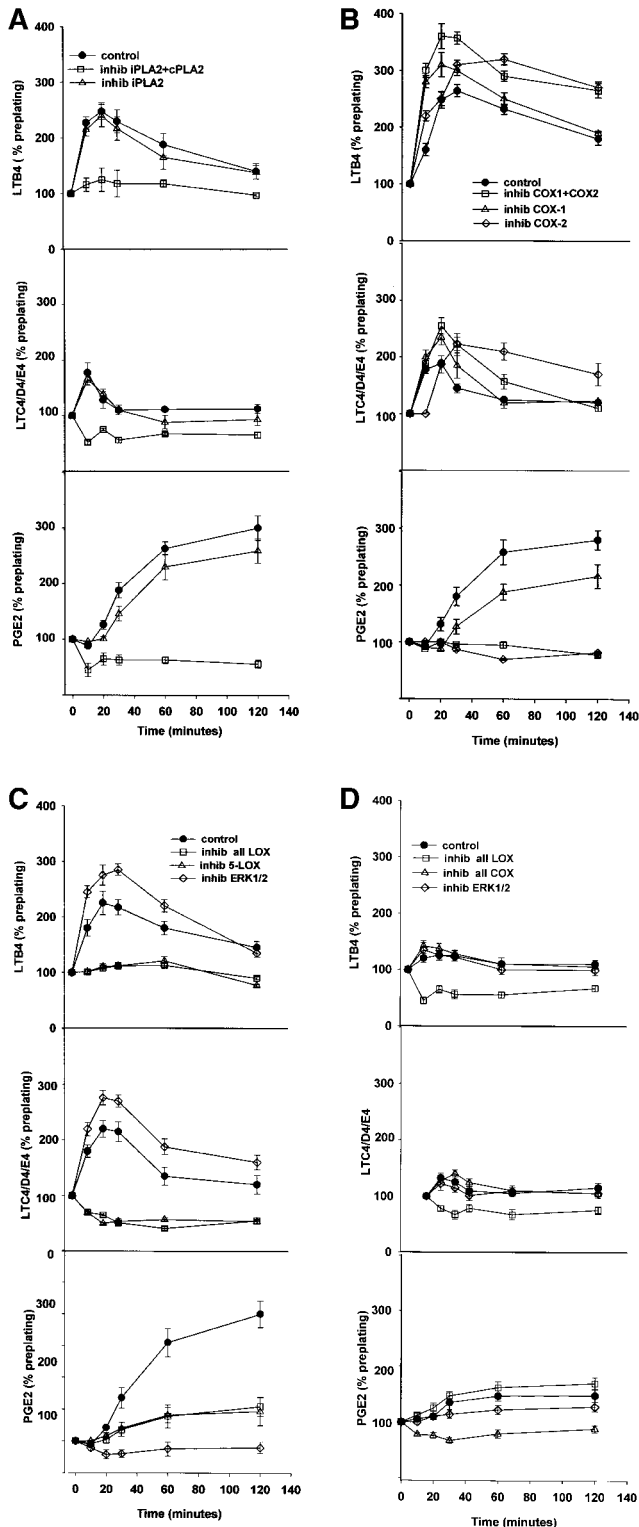 A
400
300
200
100
0
LTB4 ( % preplating)
control
inhib iPLA2+cPLA2
inhib iPLA2
300
200
100
LTC4/D4/E4 (% preplating)
300
200
100
PGE2 (% preplating)
0 20 40 60 80 100 120 140
Time (minutes)
B
400
300
200
100
0
LTB4 (% preplating)
control
inhib COX1+COX2
inhib COX-1
inhib COX-2
300
200
100
0
LTC4/D4/E4 (% preplating)
300
200
100
PGE2 (% preplating)
0 20 40 60 80 100 120 140
Time (minutes)
C
400
300
200
100
0
LTB4 (% preplating)
control
inhib all LOX
inhib 5-LOX
inhib ERK1/2
300
200
100
0
LTC4/D4/E4 (% preplating)
300
200
100
PGE2 (% preplating)
0 20 40 60 80 100 120 140
Time (minutes)
D
400
300
200
100
0
LTB4 (% preplating)
control
inhib all LOX
inhib all COX
inhib ERK1/2
300
200
100
0
LTC4/D4/E4
300
200
100
PGE2 (% preplating)
0 20 40 60 80 100 120 140
Time (minutes)